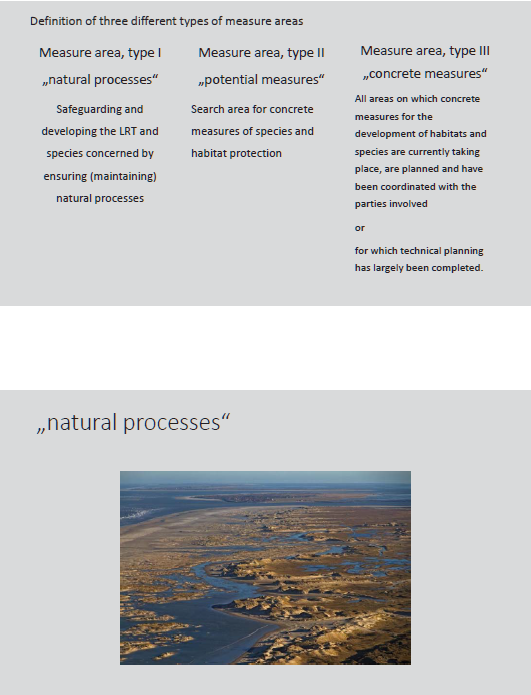 Definition of three different types of measure areas
Measure area, type I
„natural processes“
Safeguarding and
developing the LRT and
species concerned by
ensuring (maintaining)
natural processes
Measure area, type II
„potential measures“
Search area for concrete
measures of species and
habitat protection
Measure area, type III
„concrete measures“
All areas on which concrete
measures for the
development of habitats and
species are currently taking
place, are planned and have
been coordinated with the
parties involved
or
for which technical planning
has largely been completed.
„natural processes“